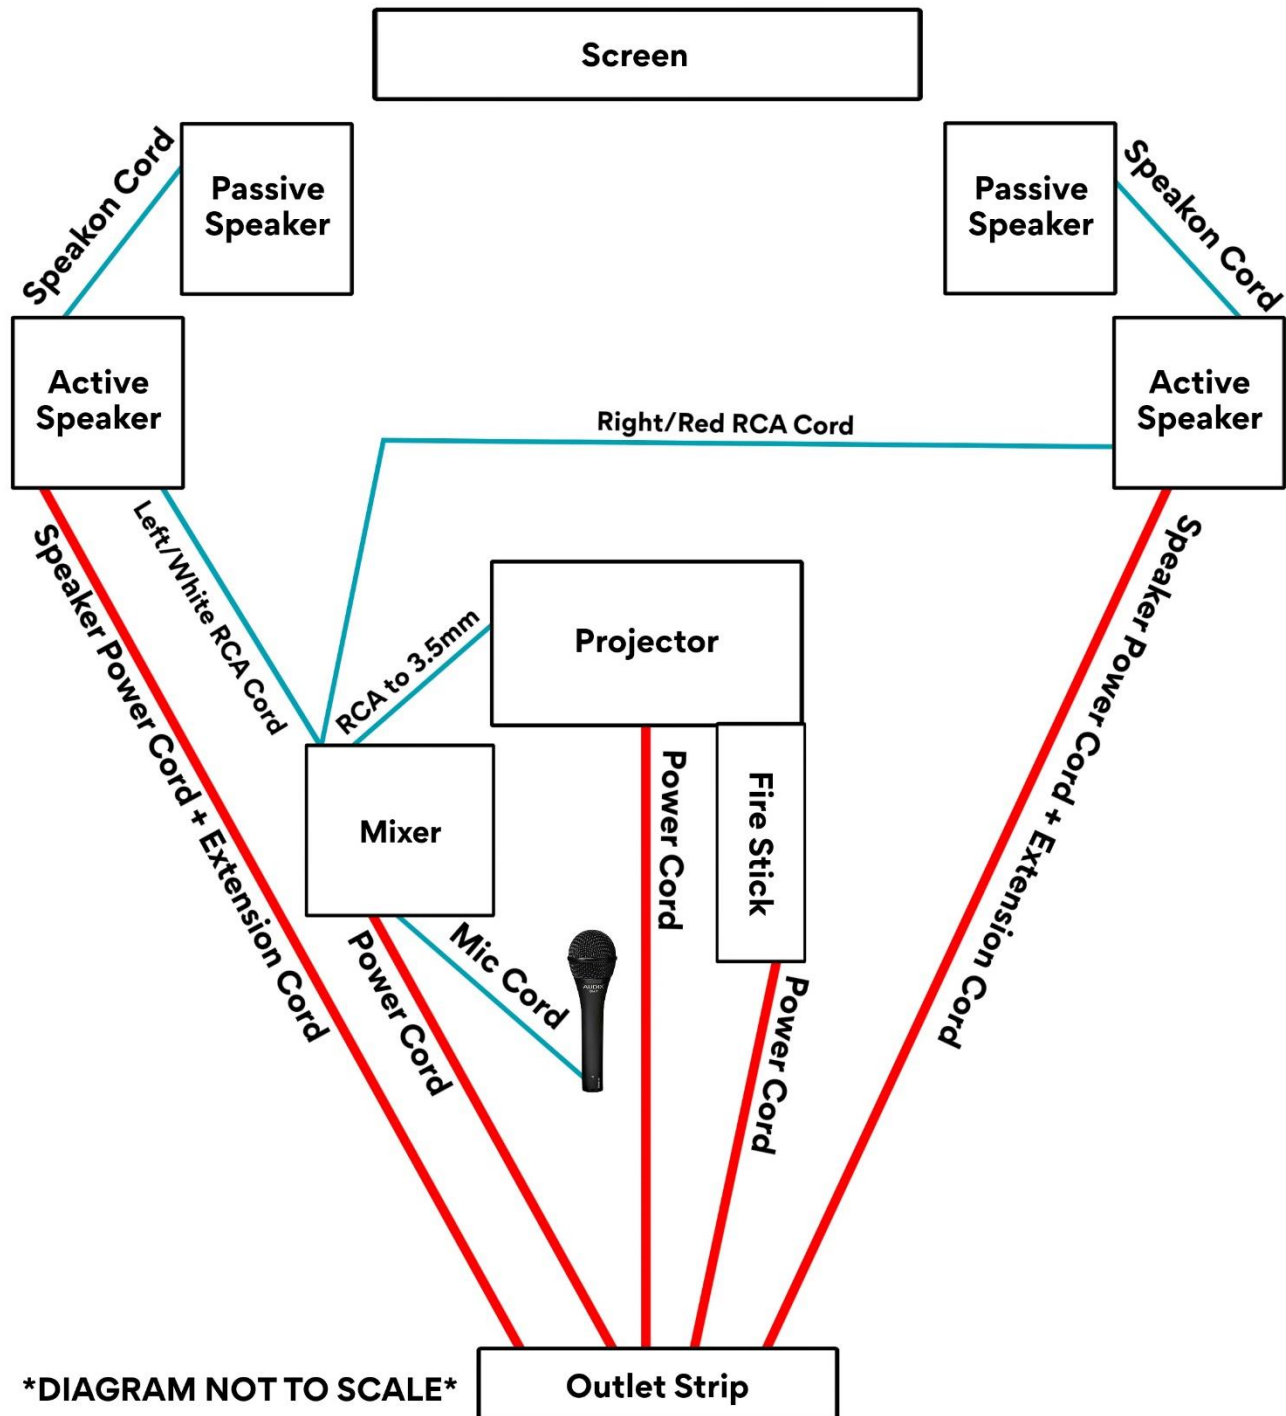 Screen
Speakon Cord
Passive
Speaker
Passive
Speaker
Speakon Cord
Active
Speaker
Active
Speaker
Right/Red RCA Cord
Left/White RCA Cord
Speaker Power Cord + Extension Cord
RCA to 3.5mm
Projector
Speaker Power Cord + Extension Cord
Mixer
Power Cord
Fire Stick
Mic Cord
Power Cord
AUDIX
Power Cord
*DIAGRAM NOT TO SCALE*
Outlet Strip